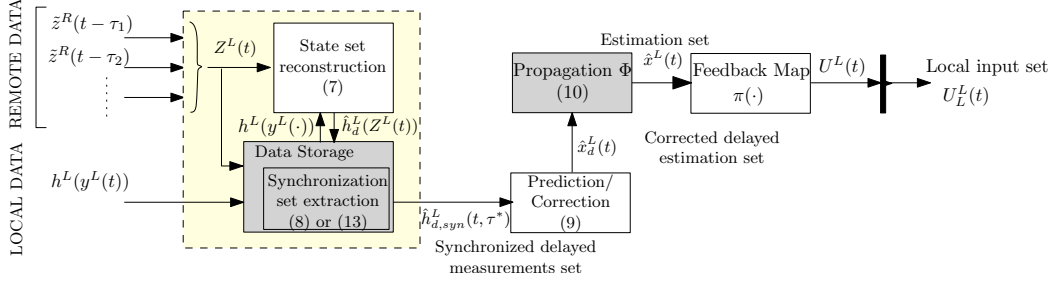 REMOTE DATA
z̃^R(t − τ_1)
z̃^R(t − τ_2)
Z^L(t)
State set
reconstruction
(7)
h^L(y^L(·))
ĥ_d^L(Z^L(t))
LOCAL DATA
h^L(y^L(t))
Data Storage
Synchronization
set extraction
(8) or (13)
ĥ_{d,syn}^L(t, τ^*)
Synchronized delayed
measurements set
Prediction/
Correction
(9)
x̂_d^L(t)
Corrected delayed
estimation set
Propagation Φ
(10)
Estimation set
x̂^L(t)
Feedback Map
π(·)
U^L(t)
Local input set
U_L^L(t)